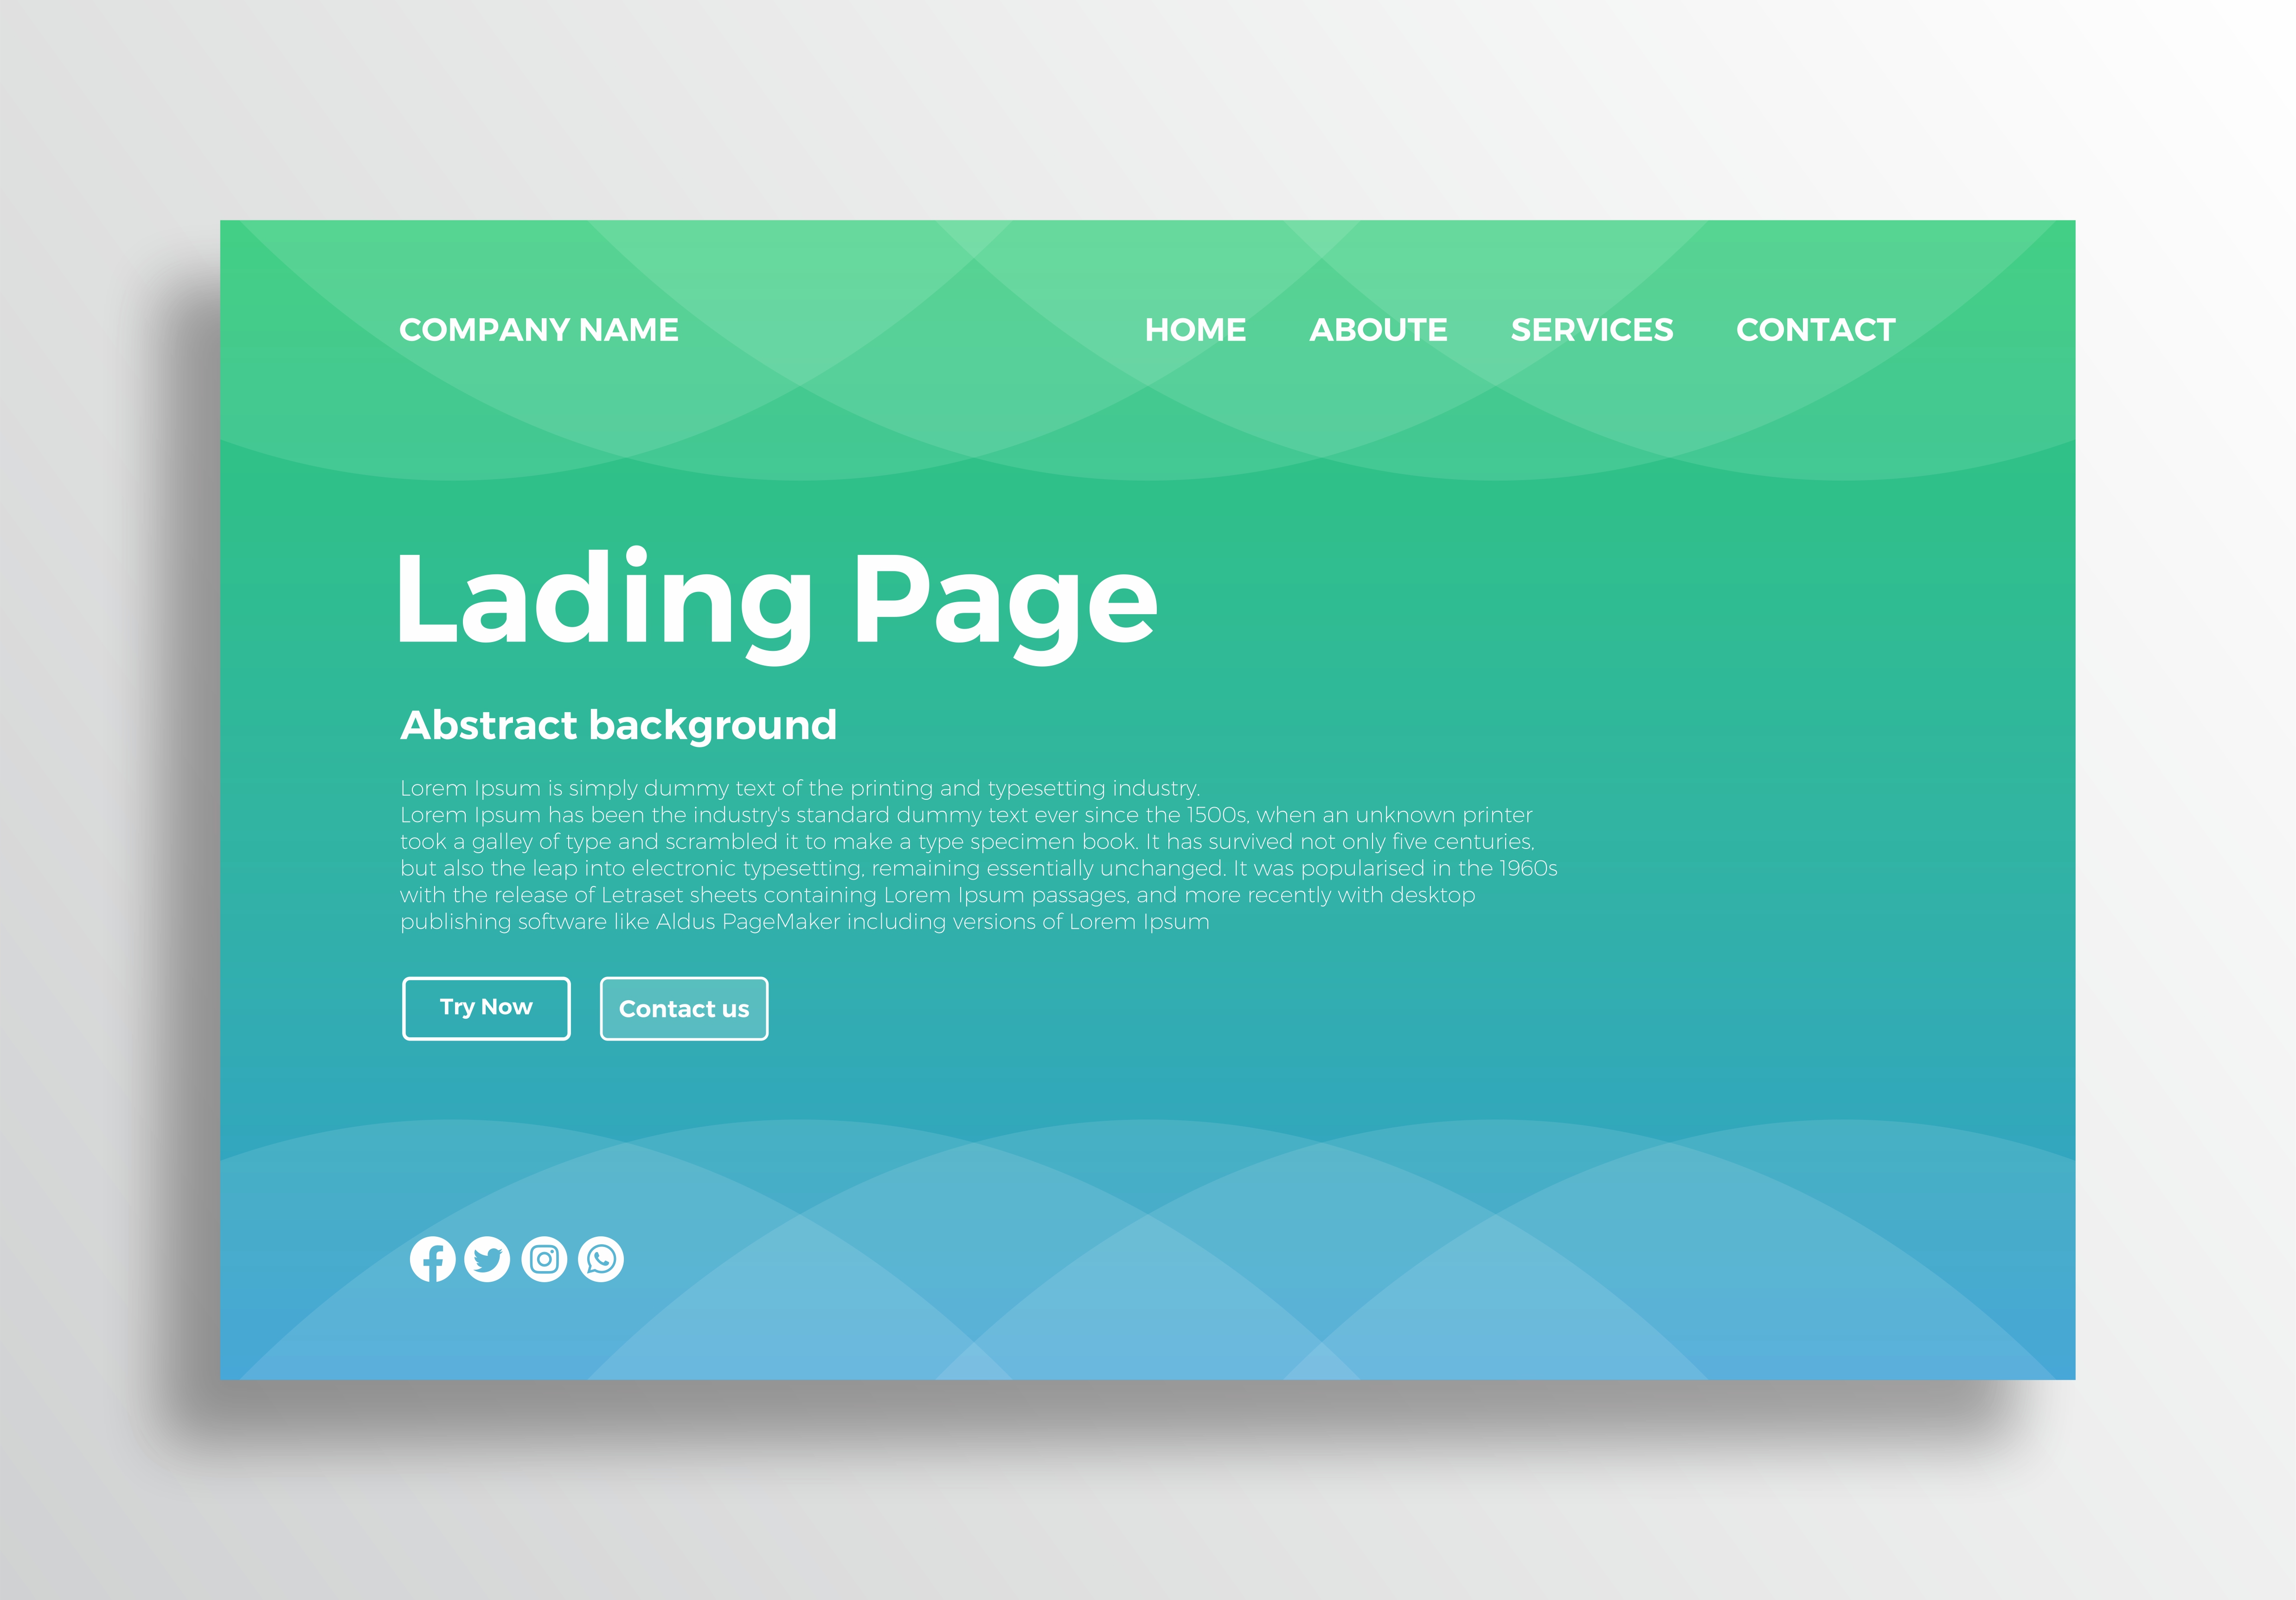 COMPANY NAME HOME ABOUTE SERVICES CONTACT
Lading Page
Abstract background
Lorem Ipsum is simply dummy text of the printing and typesetting industry.
Lorem Ipsum has been the industry's standard dummy text ever since the 1500s, when an unknown printer
took a galley of type and scrambled it to make a type specimen book. It has survived not only five centuries,
but also the leap into electronic typesetting, remaining essentially unchanged. It was popularised in the 1960s
with the release of Letraset sheets containing Lorem Ipsum passages, and more recently with desktop
publishing software like Aldus PageMaker including versions of Lorem Ipsum
Try Now Contact us